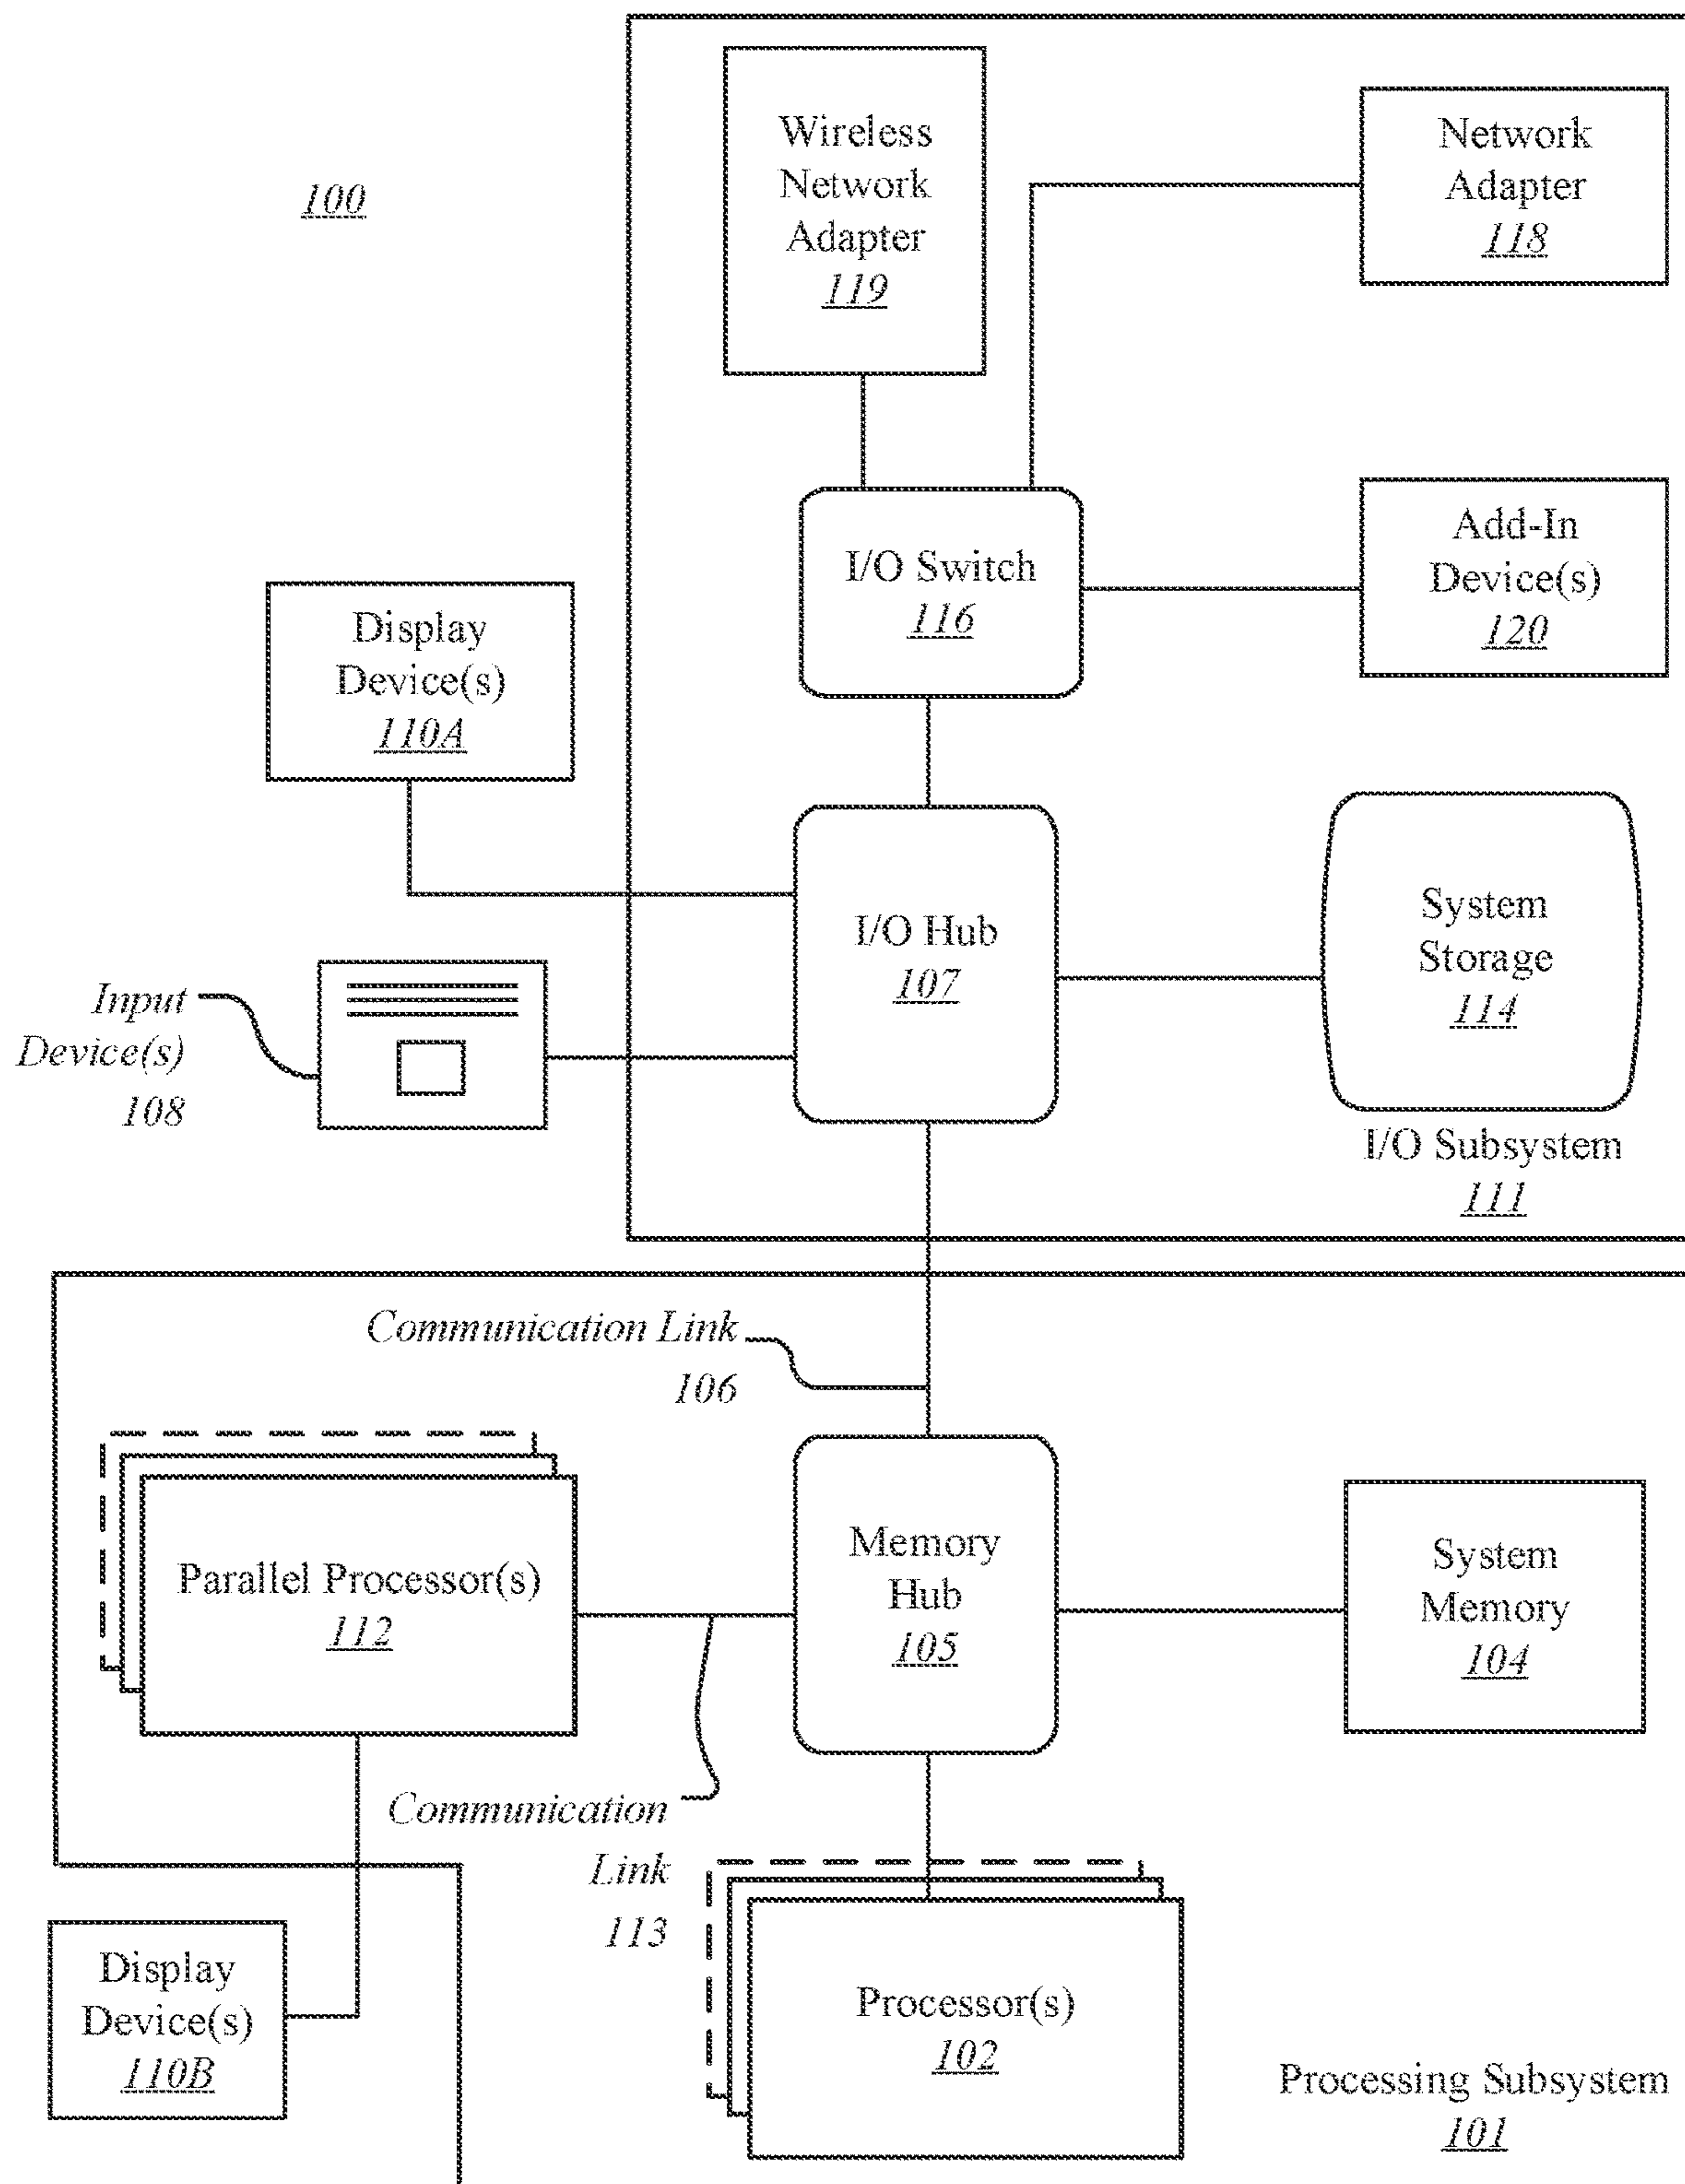 Wireless
Network
Adapter
119
Network
Adapter
118
100
I/O Switch
116
Add-In
Device(s)
120
Display
Device(s)
110A
I/O Hub
107
System
Storage
114
Input
Device(s)
108
I/O Subsystem
111
Communication Link
106
Parallel Processor(s)
112
Memory
Hub
105
System
Memory
104
Communication
Link
113
Display
Device(s)
110B
Processor(s)
102
Processing Subsystem
101